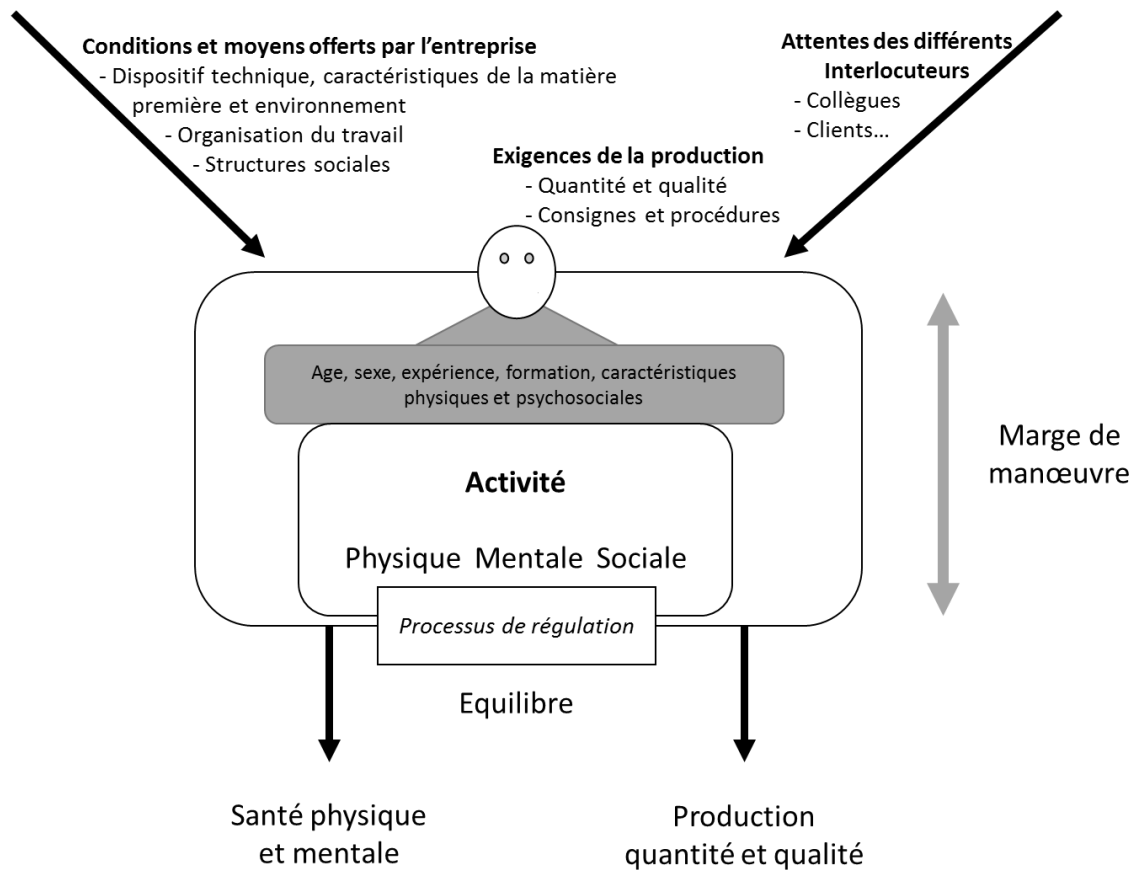 Conditions et moyens offerts par l’entreprise
- Dispositif technique, caractéristiques de la matière
première et environnement
- Organisation du travail
- Structures sociales
Attentes des différents
Interlocuteurs
- Collègues
- Clients…
Exigences de la production
- Quantité et qualité
- Consignes et procédures
Age, sexe, expérience, formation, caractéristiques
physiques et psychosociales
Activité
Physique Mentale Sociale
Processus de régulation
Equilibre
Marge de
manœuvre
Santé physique
et mentale
Production
quantité et qualité